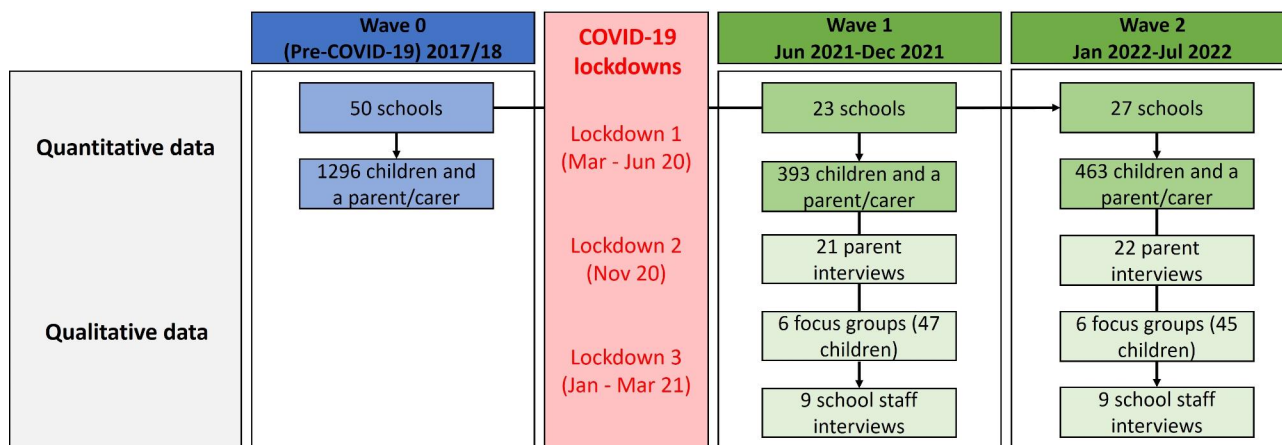 Wave 0
(Pre-COVID-19) 2017/18
COVID-19
lockdowns
Wave 1
Jun 2021-Dec 2021
Wave 2
Jan 2022-Jul 2022
Quantitative data
50 schools
1296 children and
a parent/carer
Lockdown 1
(Mar - Jun 20)
23 schools
393 children and a
parent/carer
27 schools
463 children and a
parent/carer
Qualitative data
Lockdown 2
(Nov 20)
Lockdown 3
(Jan - Mar 21)
21 parent
interviews
6 focus groups (47
children)
9 school staff
interviews
22 parent
interviews
6 focus groups (45
children)
9 school staff
interviews